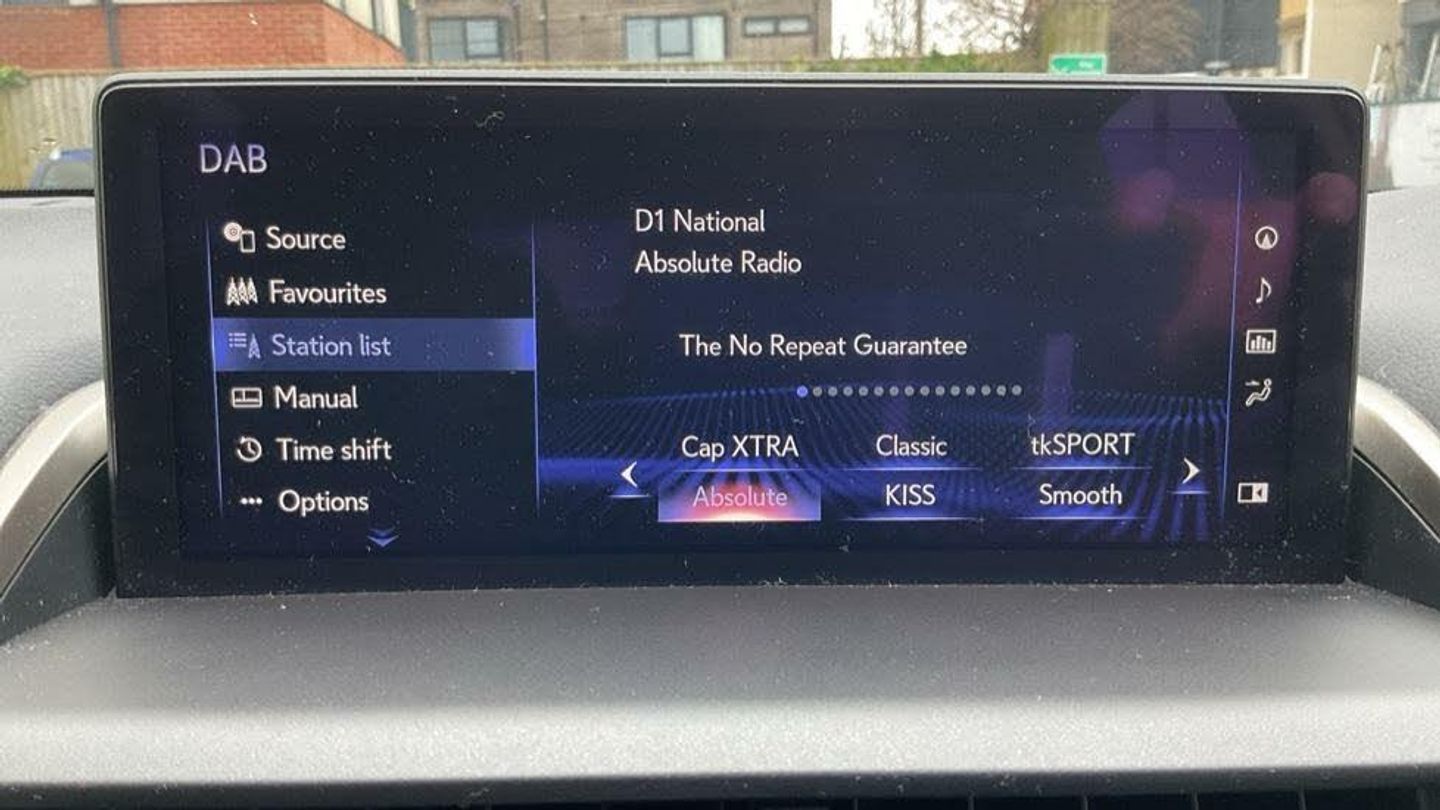 DAB
Source
Favourites
Station list
Manual
Time shift
Options
D1 National
Absolute Radio
The No Repeat Guarantee
Cap XTRA Classic tkSPORT
Absolute KISS Smooth